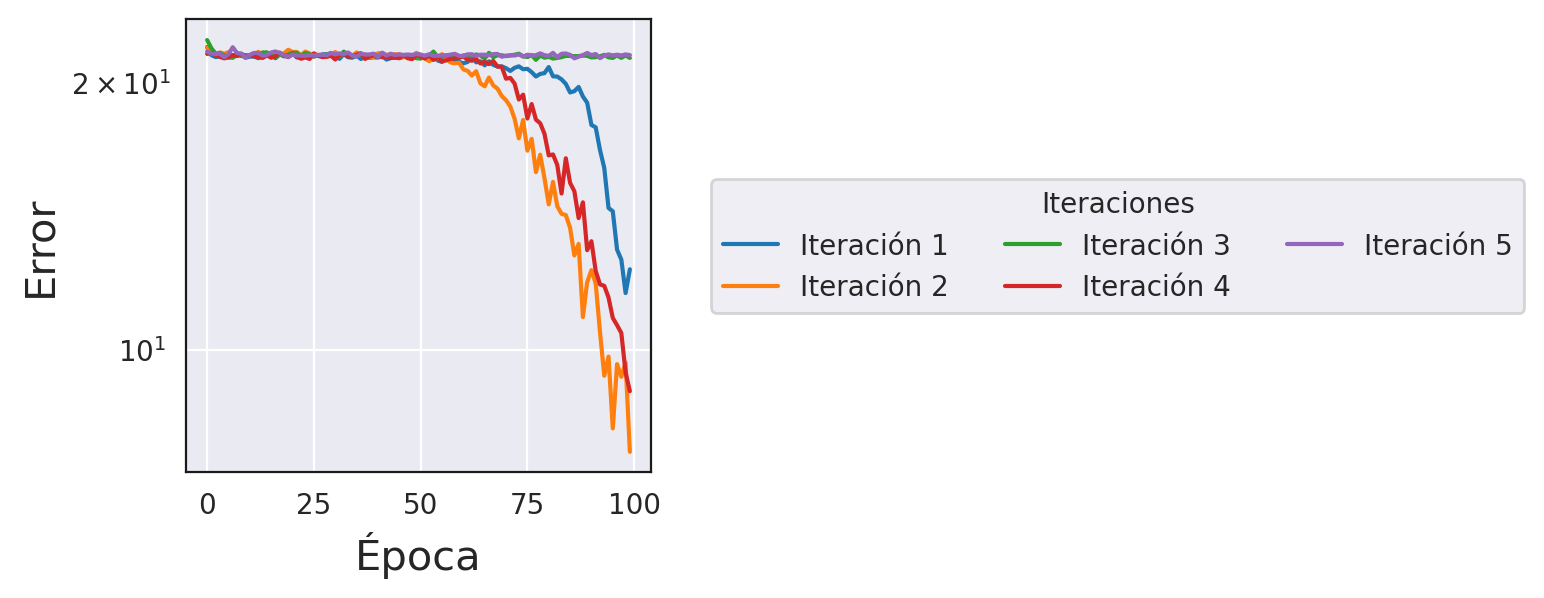 Error
2 × 10¹
10¹
0 25 50 75 100
Época
Iteraciones
Iteración 1 Iteración 3 Iteración 5
Iteración 2 Iteración 4